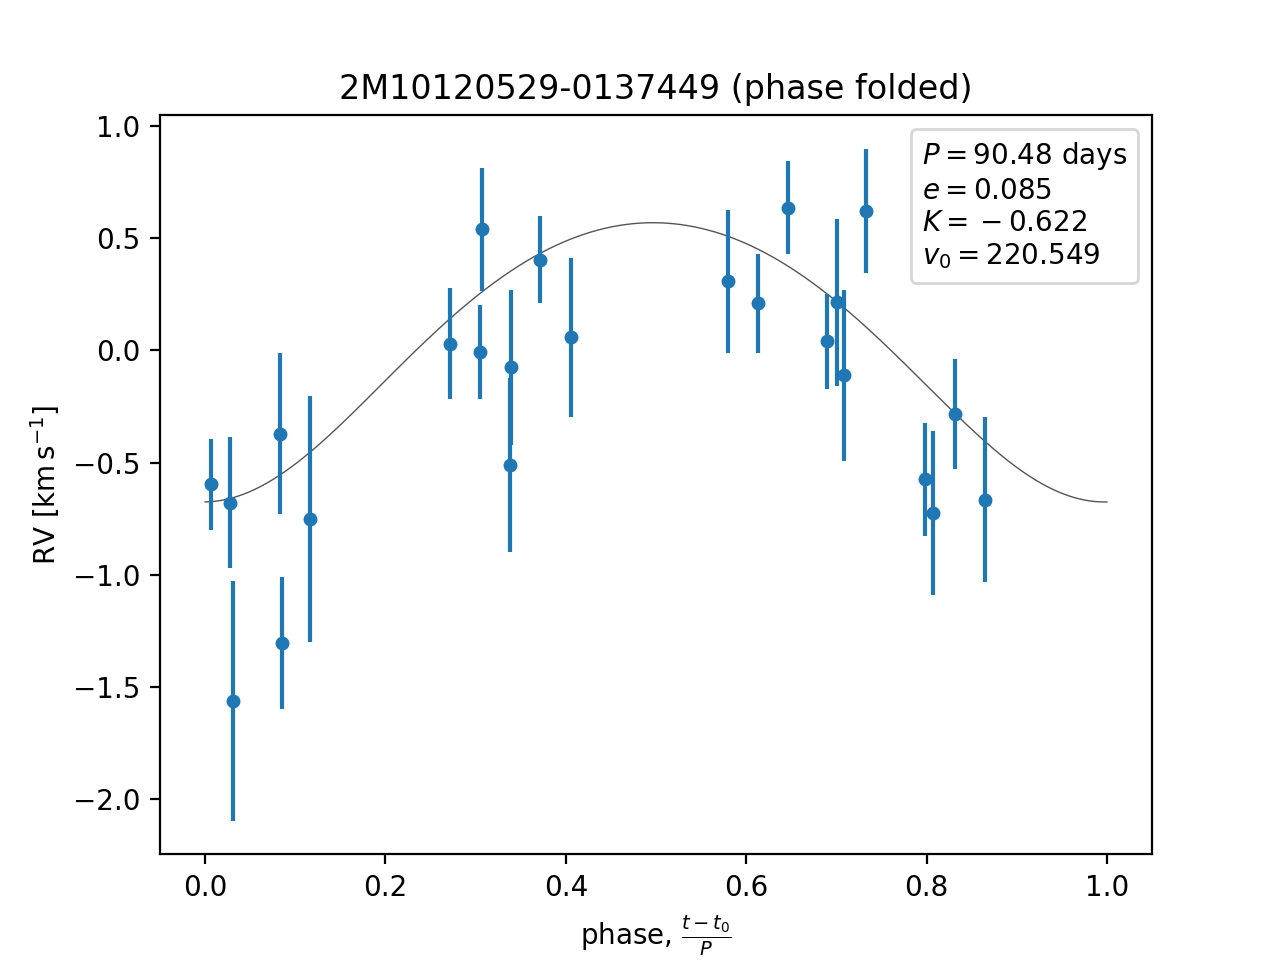 2M10120529-0137449 (phase folded)
P = 90.48 days
e = 0.085
K = −0.622
v₀ = 220.549
1.0
0.5
0.0
−0.5
−1.0
−1.5
−2.0
RV [km s⁻¹]
0.0 0.2 0.4 0.6 0.8 1.0
phase, (t − t₀)/P